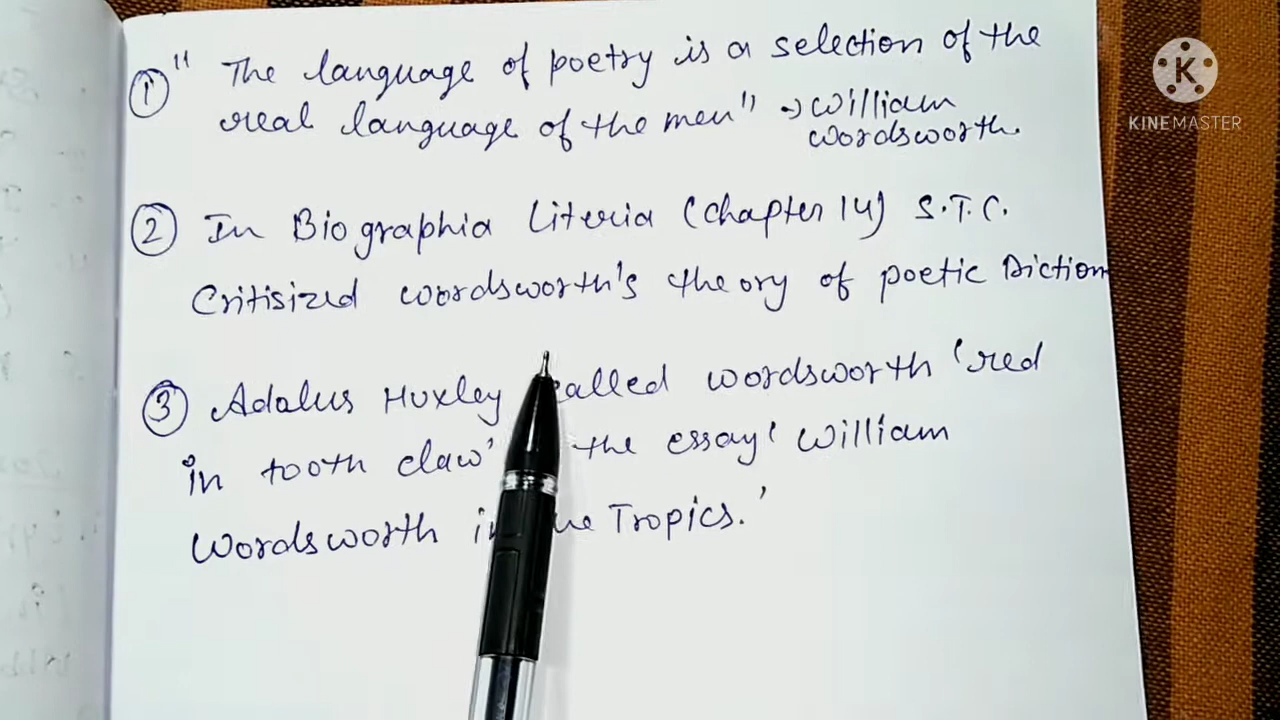 ① " The language of poetry is a selection of the
real language of the men" → William
wordsworth.
② In Biographia Literia (Chapter 14) S.T.C.
Critisized wordsworth's theory of poetic Diction
③ Adalus Huxley called wordsworth 'red
in tooth claw' the essay ' William
Wordsworth in the Tropics.'
K
KINEMASTER